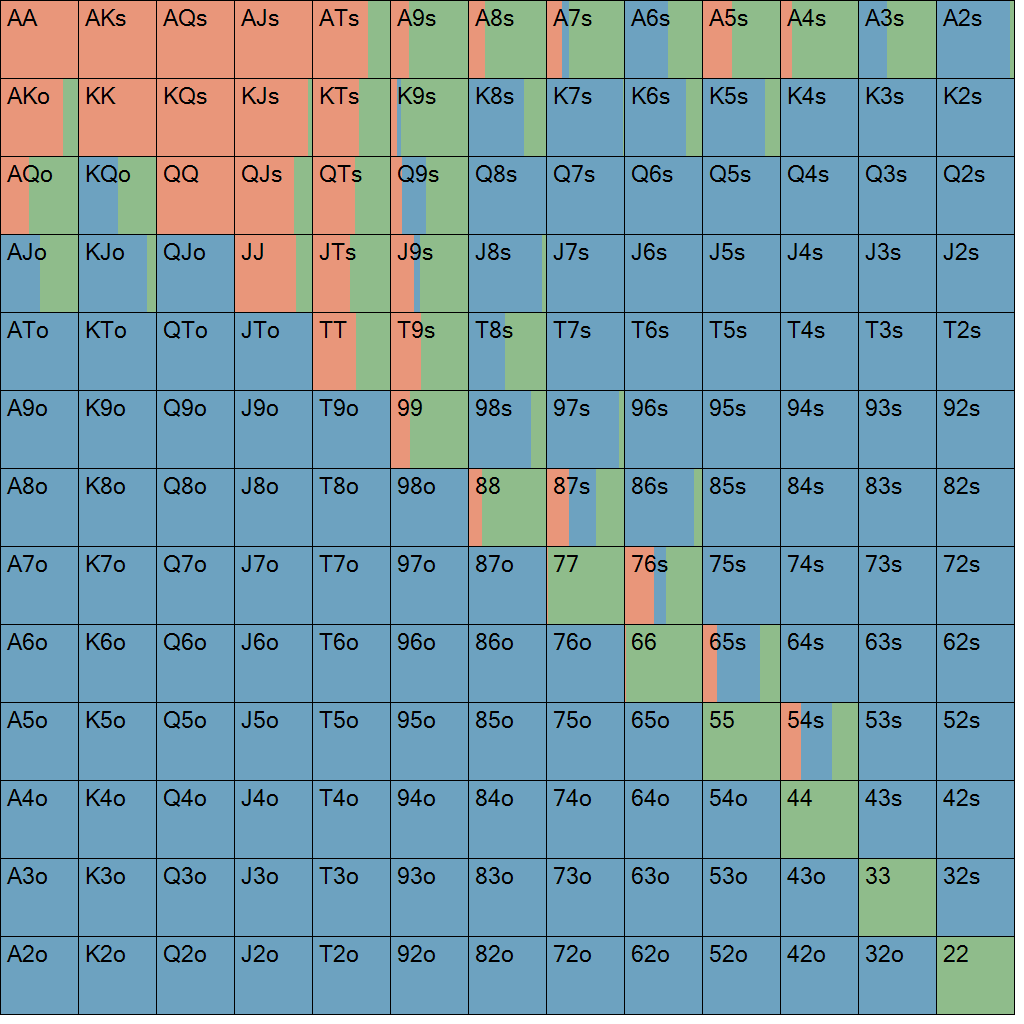 AA AKs AQs AJs ATs A9s A8s A7s A6s A5s A4s A3s A2s
AKo KK KQs KJs KTs K9s K8s K7s K6s K5s K4s K3s K2s
AQo KQo QQ QJs QTs Q9s Q8s Q7s Q6s Q5s Q4s Q3s Q2s
AJo KJo QJo JJ JTs J9s J8s J7s J6s J5s J4s J3s J2s
ATo KTo QTo JTo TT T9s T8s T7s T6s T5s T4s T3s T2s
A9o K9o Q9o J9o T9o 99 98s 97s 96s 95s 94s 93s 92s
A8o K8o Q8o J8o T8o 98o 88 87s 86s 85s 84s 83s 82s
A7o K7o Q7o J7o T7o 97o 87o 77 76s 75s 74s 73s 72s
A6o K6o Q6o J6o T6o 96o 86o 76o 66 65s 64s 63s 62s
A5o K5o Q5o J5o T5o 95o 85o 75o 65o 55 54s 53s 52s
A4o K4o Q4o J4o T4o 94o 84o 74o 64o 54o 44 43s 42s
A3o K3o Q3o J3o T3o 93o 83o 73o 63o 53o 43o 33 32s
A2o K2o Q2o J2o T2o 92o 82o 72o 62o 52o 42o 32o 22